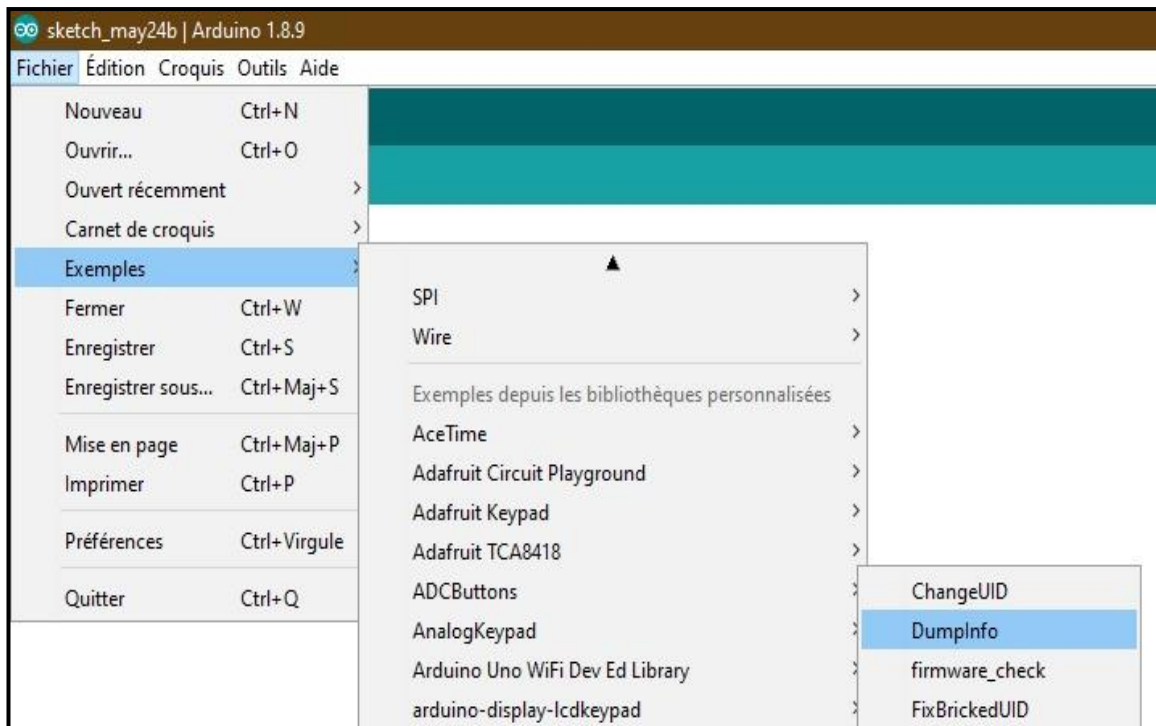 sketch_may24b | Arduino 1.8.9
Fichier Édition Croquis Outils Aide
Nouveau Ctrl+N
Ouvrir... Ctrl+O
Ouvert récemment
Carnet de croquis
Exemples
Fermer Ctrl+W
Enregistrer Ctrl+S
Enregistrer sous... Ctrl+Maj+S
Mise en page Ctrl+Maj+P
Imprimer Ctrl+P
Préférences Ctrl+Virgule
Quitter Ctrl+Q
SPI
Wire
Exemples depuis les bibliothèques personnalisées
AceTime
Adafruit Circuit Playground
Adafruit Keypad
Adafruit TCA8418
ADCButtons
AnalogKeypad
Arduino Uno WiFi Dev Ed Library
arduino-display-lcdkeypad
ChangeUID
DumpInfo
firmware_check
FixBrickedUID